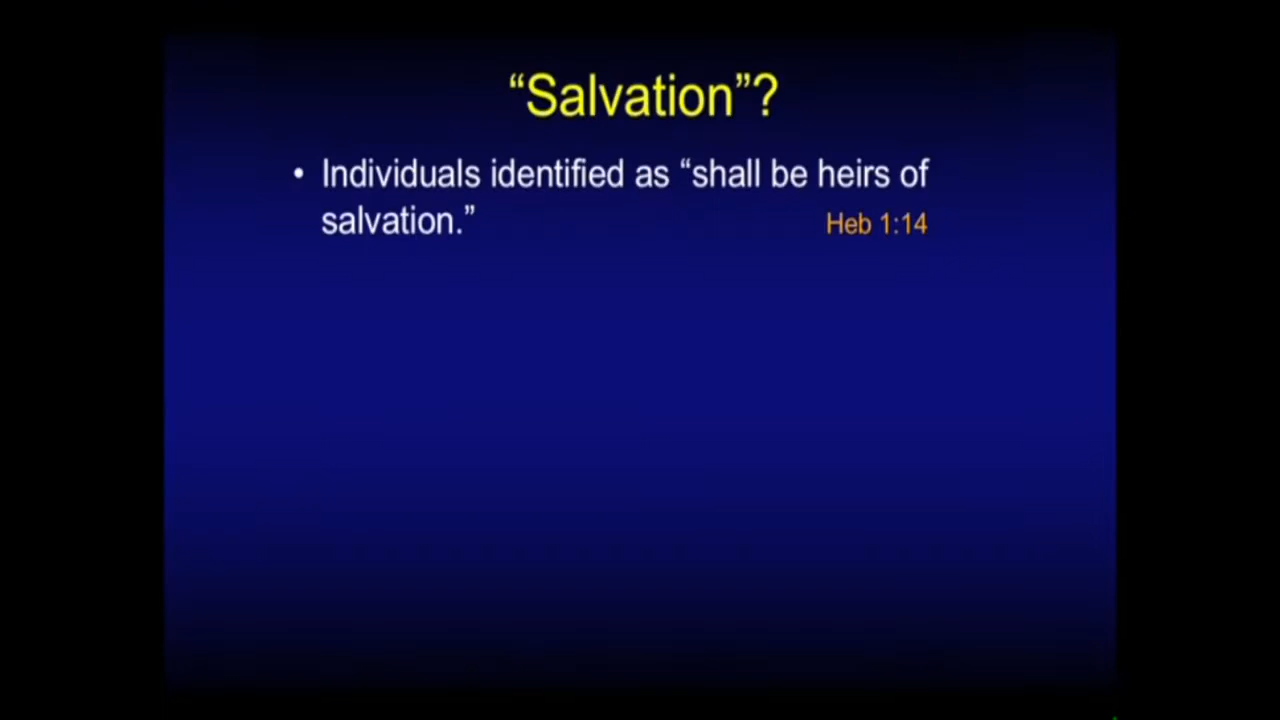 “Salvation”?
• Individuals identified as “shall be heirs of
salvation.” Heb 1:14